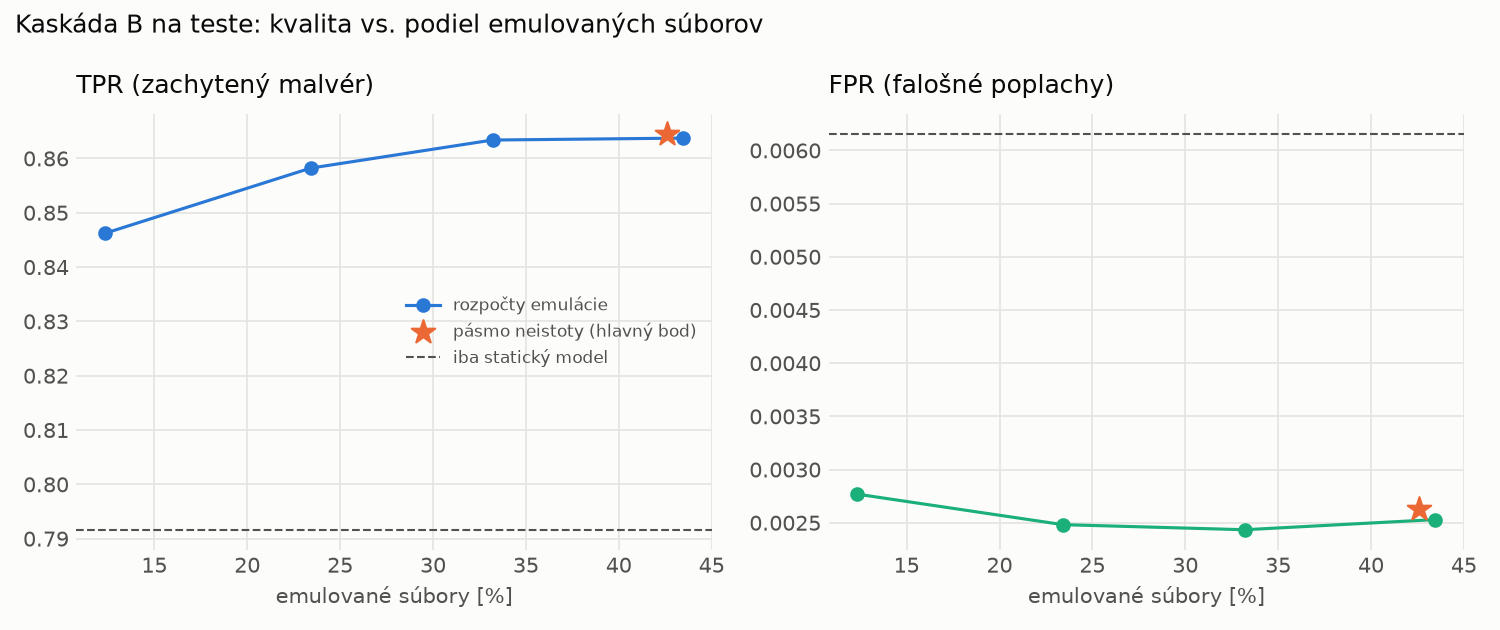 Kaskáda B na teste: kvalita vs. podiel emulovaných súborov
TPR (zachytený malvér)
0.86
0.85
0.84
0.83
0.82
0.81
0.80
0.79
rozpočty emulácie
pásmo neistoty (hlavný bod)
iba statický model
15 20 25 30 35 40 45
emulované súbory [%]
FPR (falošné poplachy)
0.0060
0.0055
0.0050
0.0045
0.0040
0.0035
0.0030
0.0025
15 20 25 30 35 40 45
emulované súbory [%]